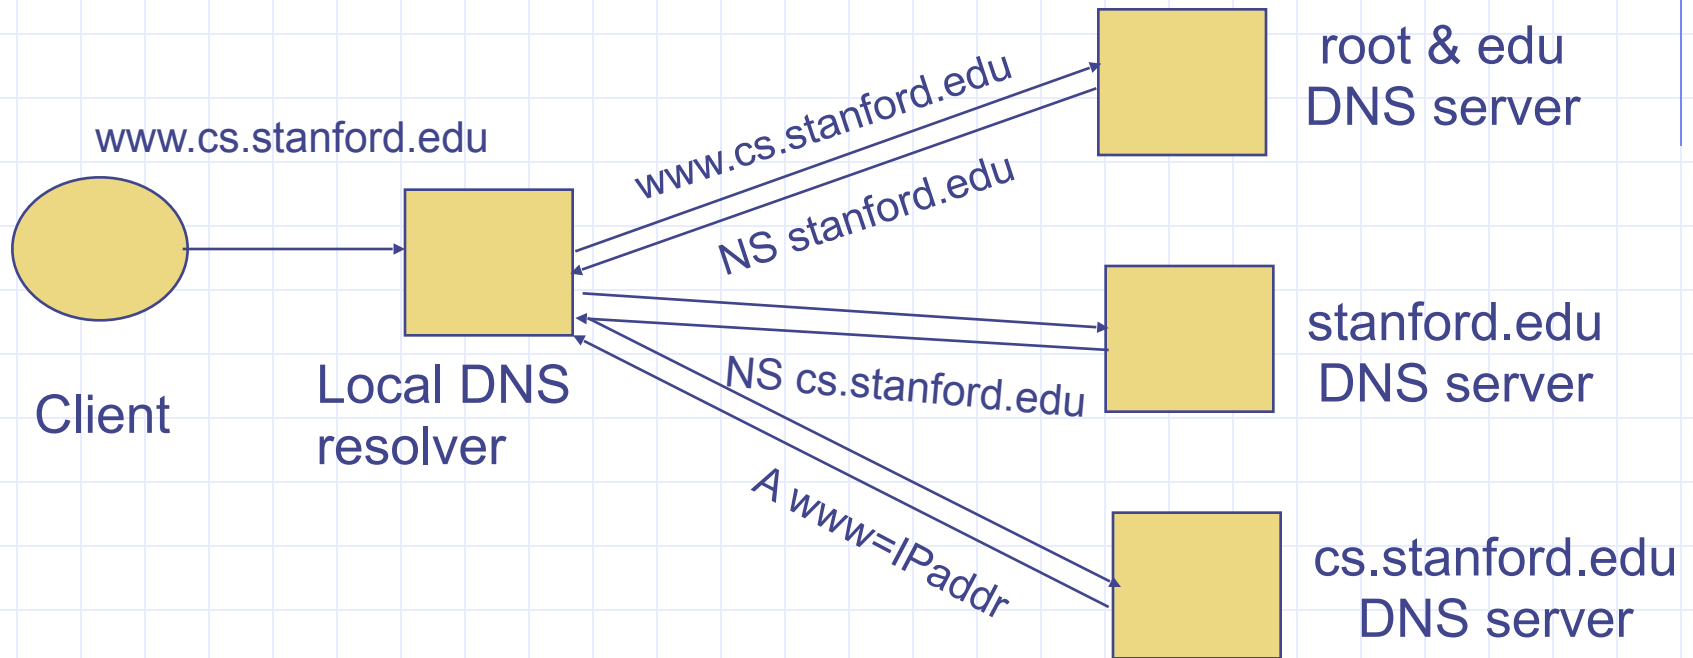 www.cs.stanford.edu
Client
Local DNS
resolver
www.cs.stanford.edu
NS stanford.edu
NS cs.stanford.edu
A www=IPaddr
root & edu
DNS server
stanford.edu
DNS server
cs.stanford.edu
DNS server